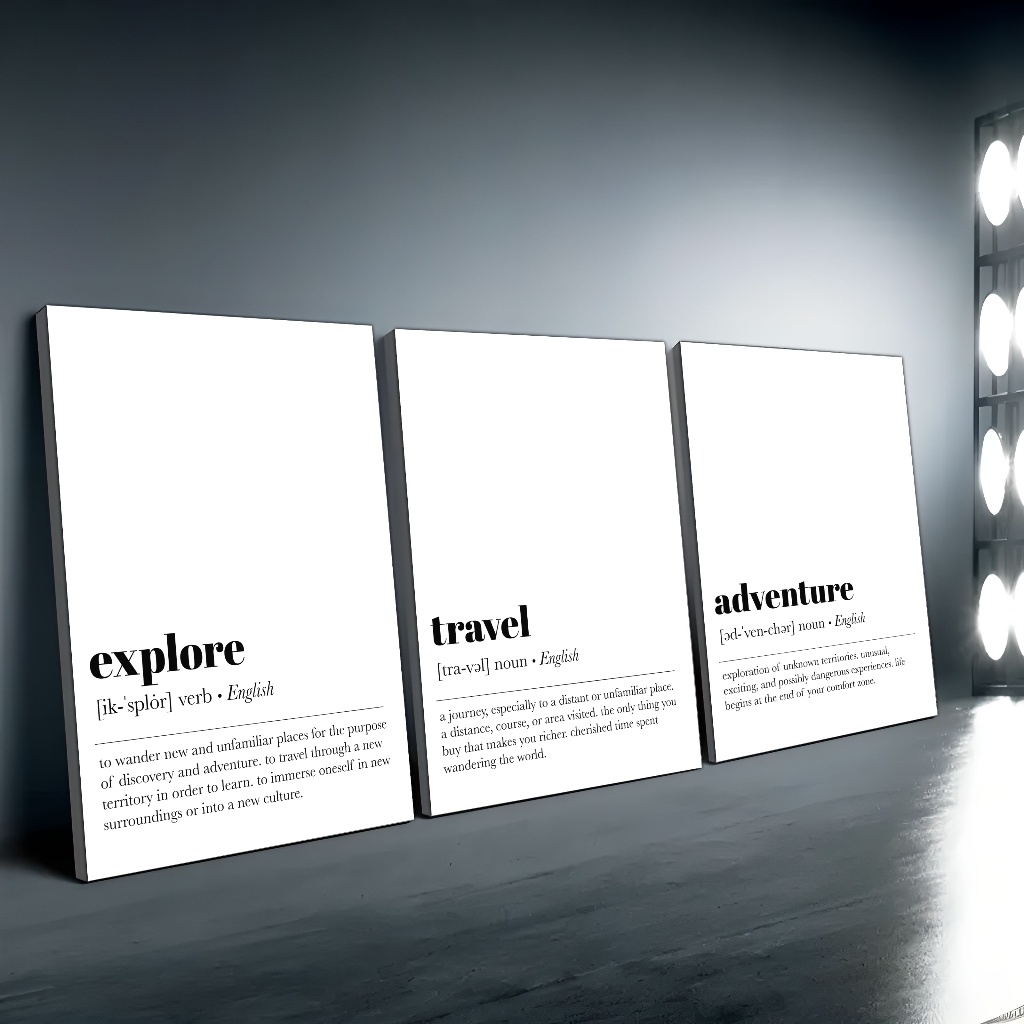 explore
[ik-ˈsplȯr] verb • English
to wander new and unfamiliar places for the purpose
of discovery and adventure. to travel through a new
territory in order to learn. to immerse oneself in new
surroundings or into a new culture.
travel
[tra-vəl] noun • English
a journey, especially to a distant or unfamiliar place.
a distance, course, or area visited. the only thing you
buy that makes you richer. cherished time spent
wandering the world.
adventure
[əd-ˈven-chər] noun • English
exploration of unknown territories. unusual,
exciting, and possibly dangerous experiences. life
begins at the end of your comfort zone.